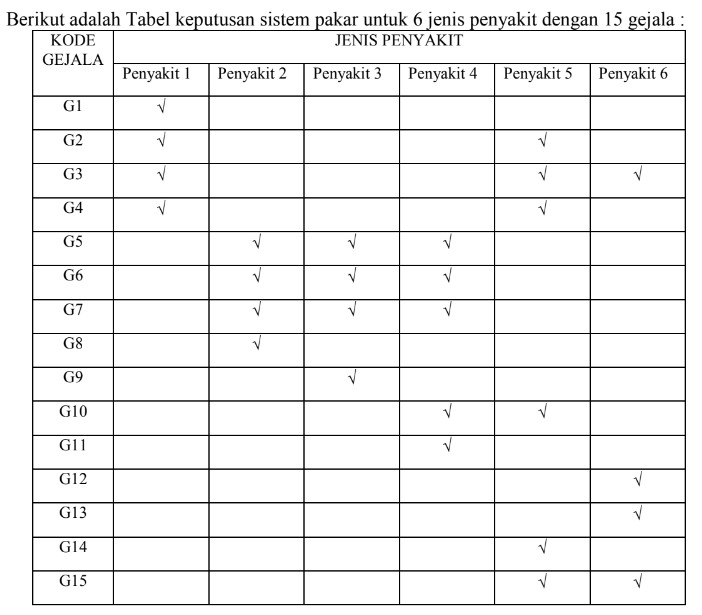 Berikut adalah Tabel keputusan sistem pakar untuk 6 jenis penyakit dengan 15 gejala :
KODE GEJALA JENIS PENYAKIT
Penyakit 1 Penyakit 2 Penyakit 3 Penyakit 4 Penyakit 5 Penyakit 6
G1 √
G2 √ √
G3 √ √ √
G4 √ √
G5 √ √ √
G6 √ √ √
G7 √ √ √
G8 √
G9 √
G10 √ √
G11 √
G12 √
G13 √
G14 √
G15 √ √